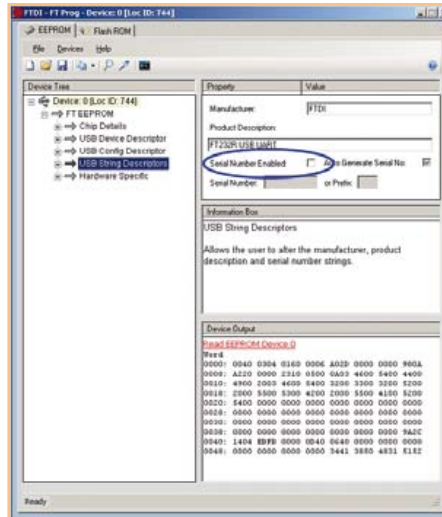 FTDI - FT Prog - Device: 0 [Loc ID: 744]
EEPROM Flash ROM
File Devices Help
Device Tree
Device: 0 [Loc ID: 744]
FT EEPROM
Chip Details
USB Device Descriptor
USB Config Descriptor
USB String Descriptors
Hardware Specific
Property Value
Manufacturer: FTDI
Product Description:
FT232R USB UART
Serial Number Enabled: Auto Generate Serial No:
Serial Number: or Prefix:
Information Box
USB String Descriptors
Allows the user to alter the manufacturer, product
description and serial number strings.
Device Output
Read EEPROM Device 0
Word
0000: 0040 0304 0160 0006 A02D 0000 0000 980A
0008: A220 0000 2310 0500 0A03 4600 5400 4400
0010: 4900 2003 4600 5400 3200 3300 3200 5200
0018: 2000 5500 5300 4200 2000 5500 4100 5200
0020: 5400 0000 0000 0000 0000 0000 0000 0000
0028: 0000 0000 0000 0000 0000 0000 0000 0000
0030: 0000 0000 0000 0000 0000 0000 0000 0000
0038: 0000 0000 0000 0000 0000 0000 0000 9A2C
0040: 1404 0000 0D40 0640 0000 0000 0000
0048: 0000 0000 0000 0000 3441 3850 4831
Ready